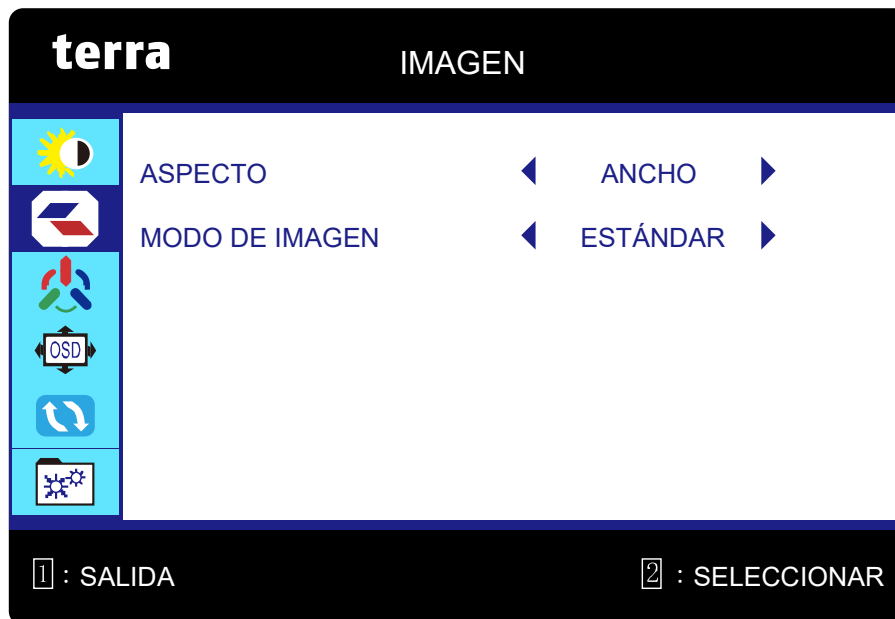 terra
IMAGEN
ASPECTO ANCHO
MODO DE IMAGEN ESTÁNDAR
OSD
1 : SALIDA
2 : SELECCIONAR